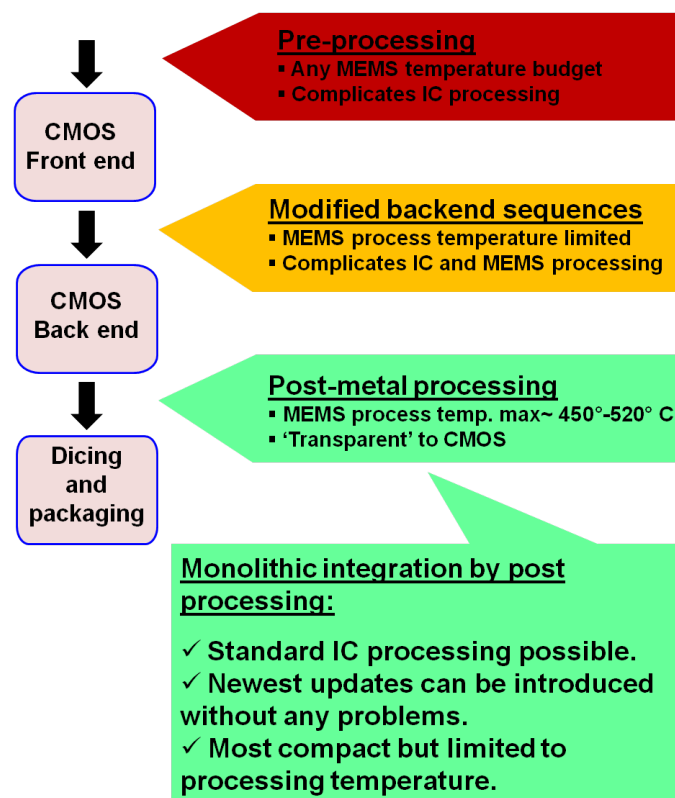 Pre-processing
▪ Any MEMS temperature budget
▪ Complicates IC processing
CMOS
Front end
Modified backend sequences
▪ MEMS process temperature limited
▪ Complicates IC and MEMS processing
CMOS
Back end
Post-metal processing
▪ MEMS process temp. max~ 450°-520° C
▪ ‘Transparent’ to CMOS
Dicing
and
packaging
Monolithic integration by post
processing:
✓ Standard IC processing possible.
✓ Newest updates can be introduced
without any problems.
✓ Most compact but limited to
processing temperature.